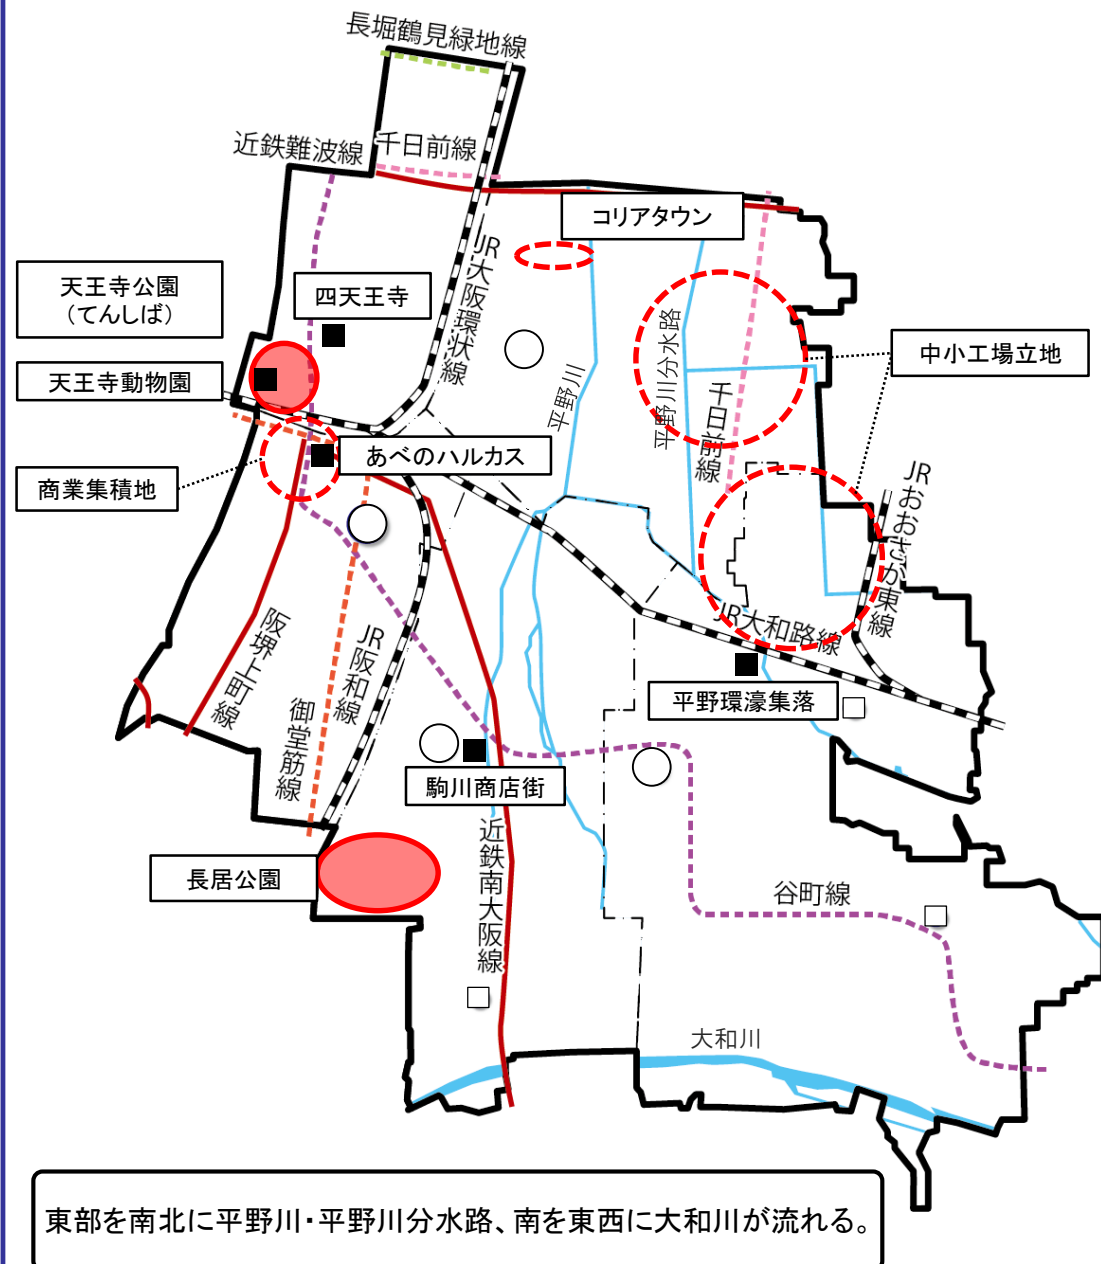 長堀鶴見緑地線
近鉄難波線
千日前線
コリアタウン
JR大阪環状線
天王寺公園
（てんしば）
四天王寺
平野川分水路
中小工場立地
天王寺動物園
平野川
千日前線
あべのハルカス
商業集積地
JRおおさか東線
阪堺上町線
JR阪和線
JR大和路線
御堂筋線
平野環濠集落
駒川商店街
近鉄南大阪線
長居公園
谷町線
大和川
東部を南北に平野川・平野川分水路、南を東西に大和川が流れる。